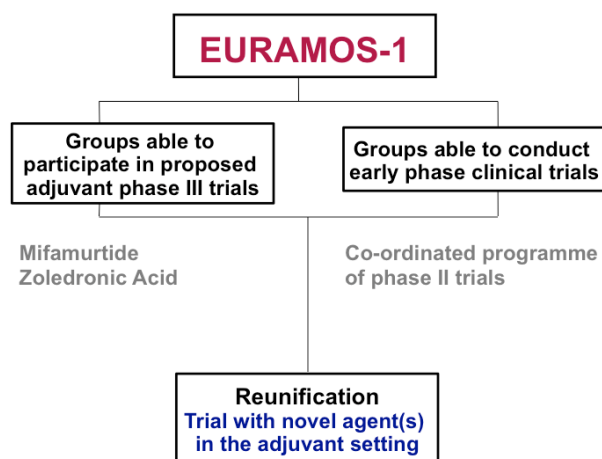 EURAMOS-1
Groups able to
participate in proposed
adjuvant phase III trials
Groups able to conduct
early phase clinical trials
Mifamurtide
Zoledronic Acid
Co-ordinated programme
of phase II trials
Reunification
Trial with novel agent(s)
in the adjuvant setting